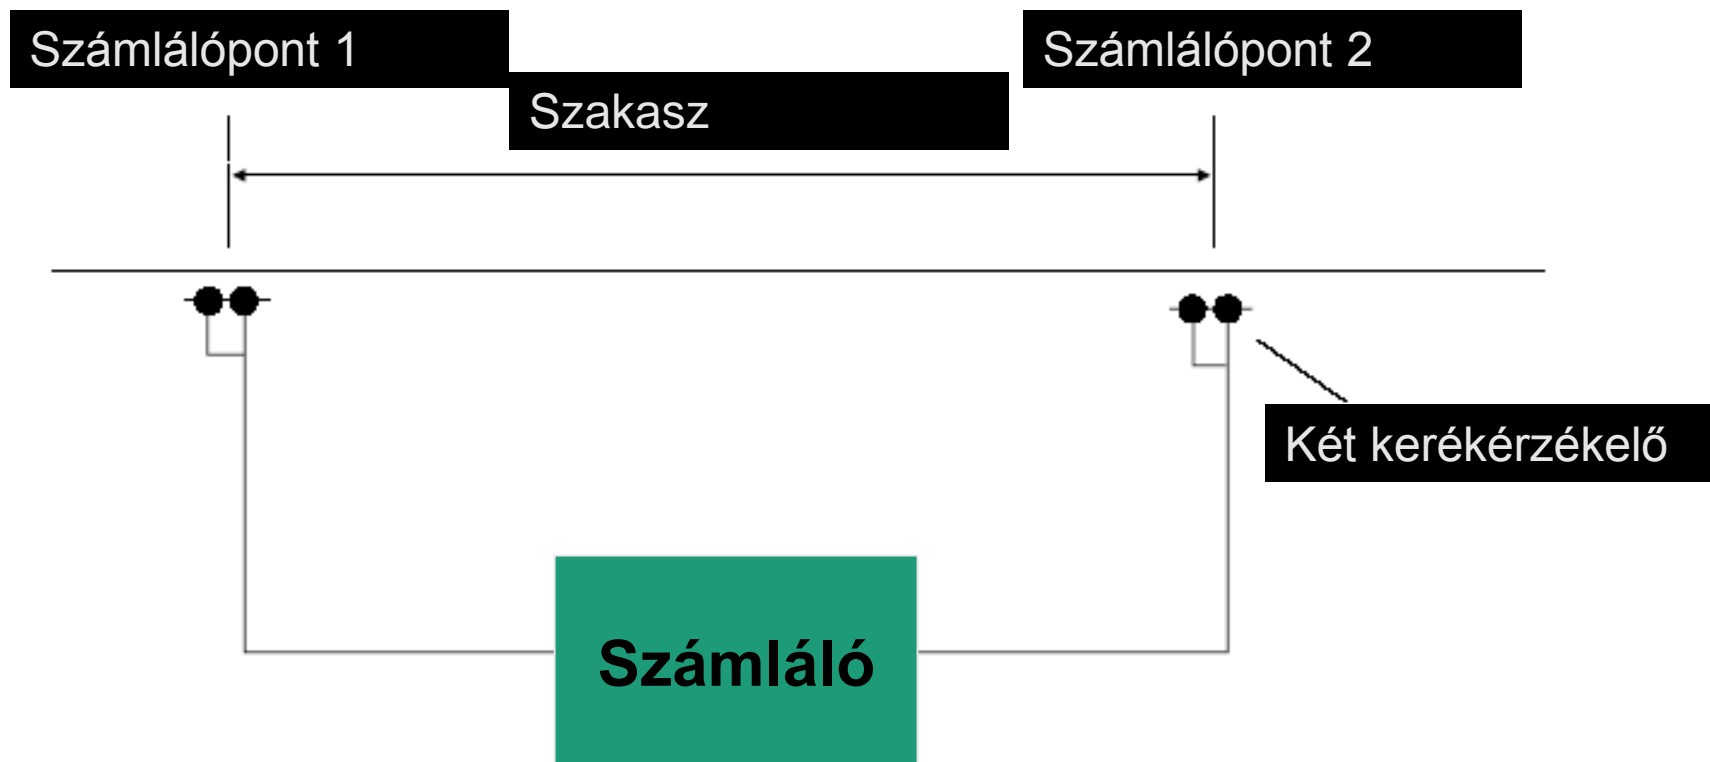 Számlálópont 1
Számlálópont 2
Szakasz
Két kerékérzékelő
Számláló